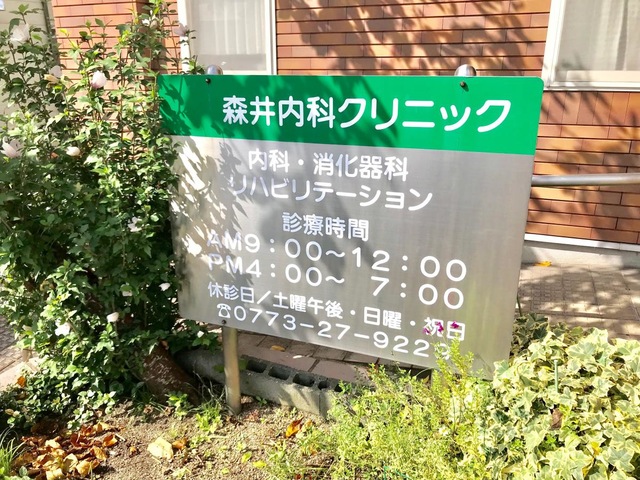 森井内科クリニック
内科・消化器科
リハビリテーション
診療時間
AM9：00〜12：00
PM4：00〜 7：00
休診日／土曜午後・日曜・祝日
☎0773-27-9229